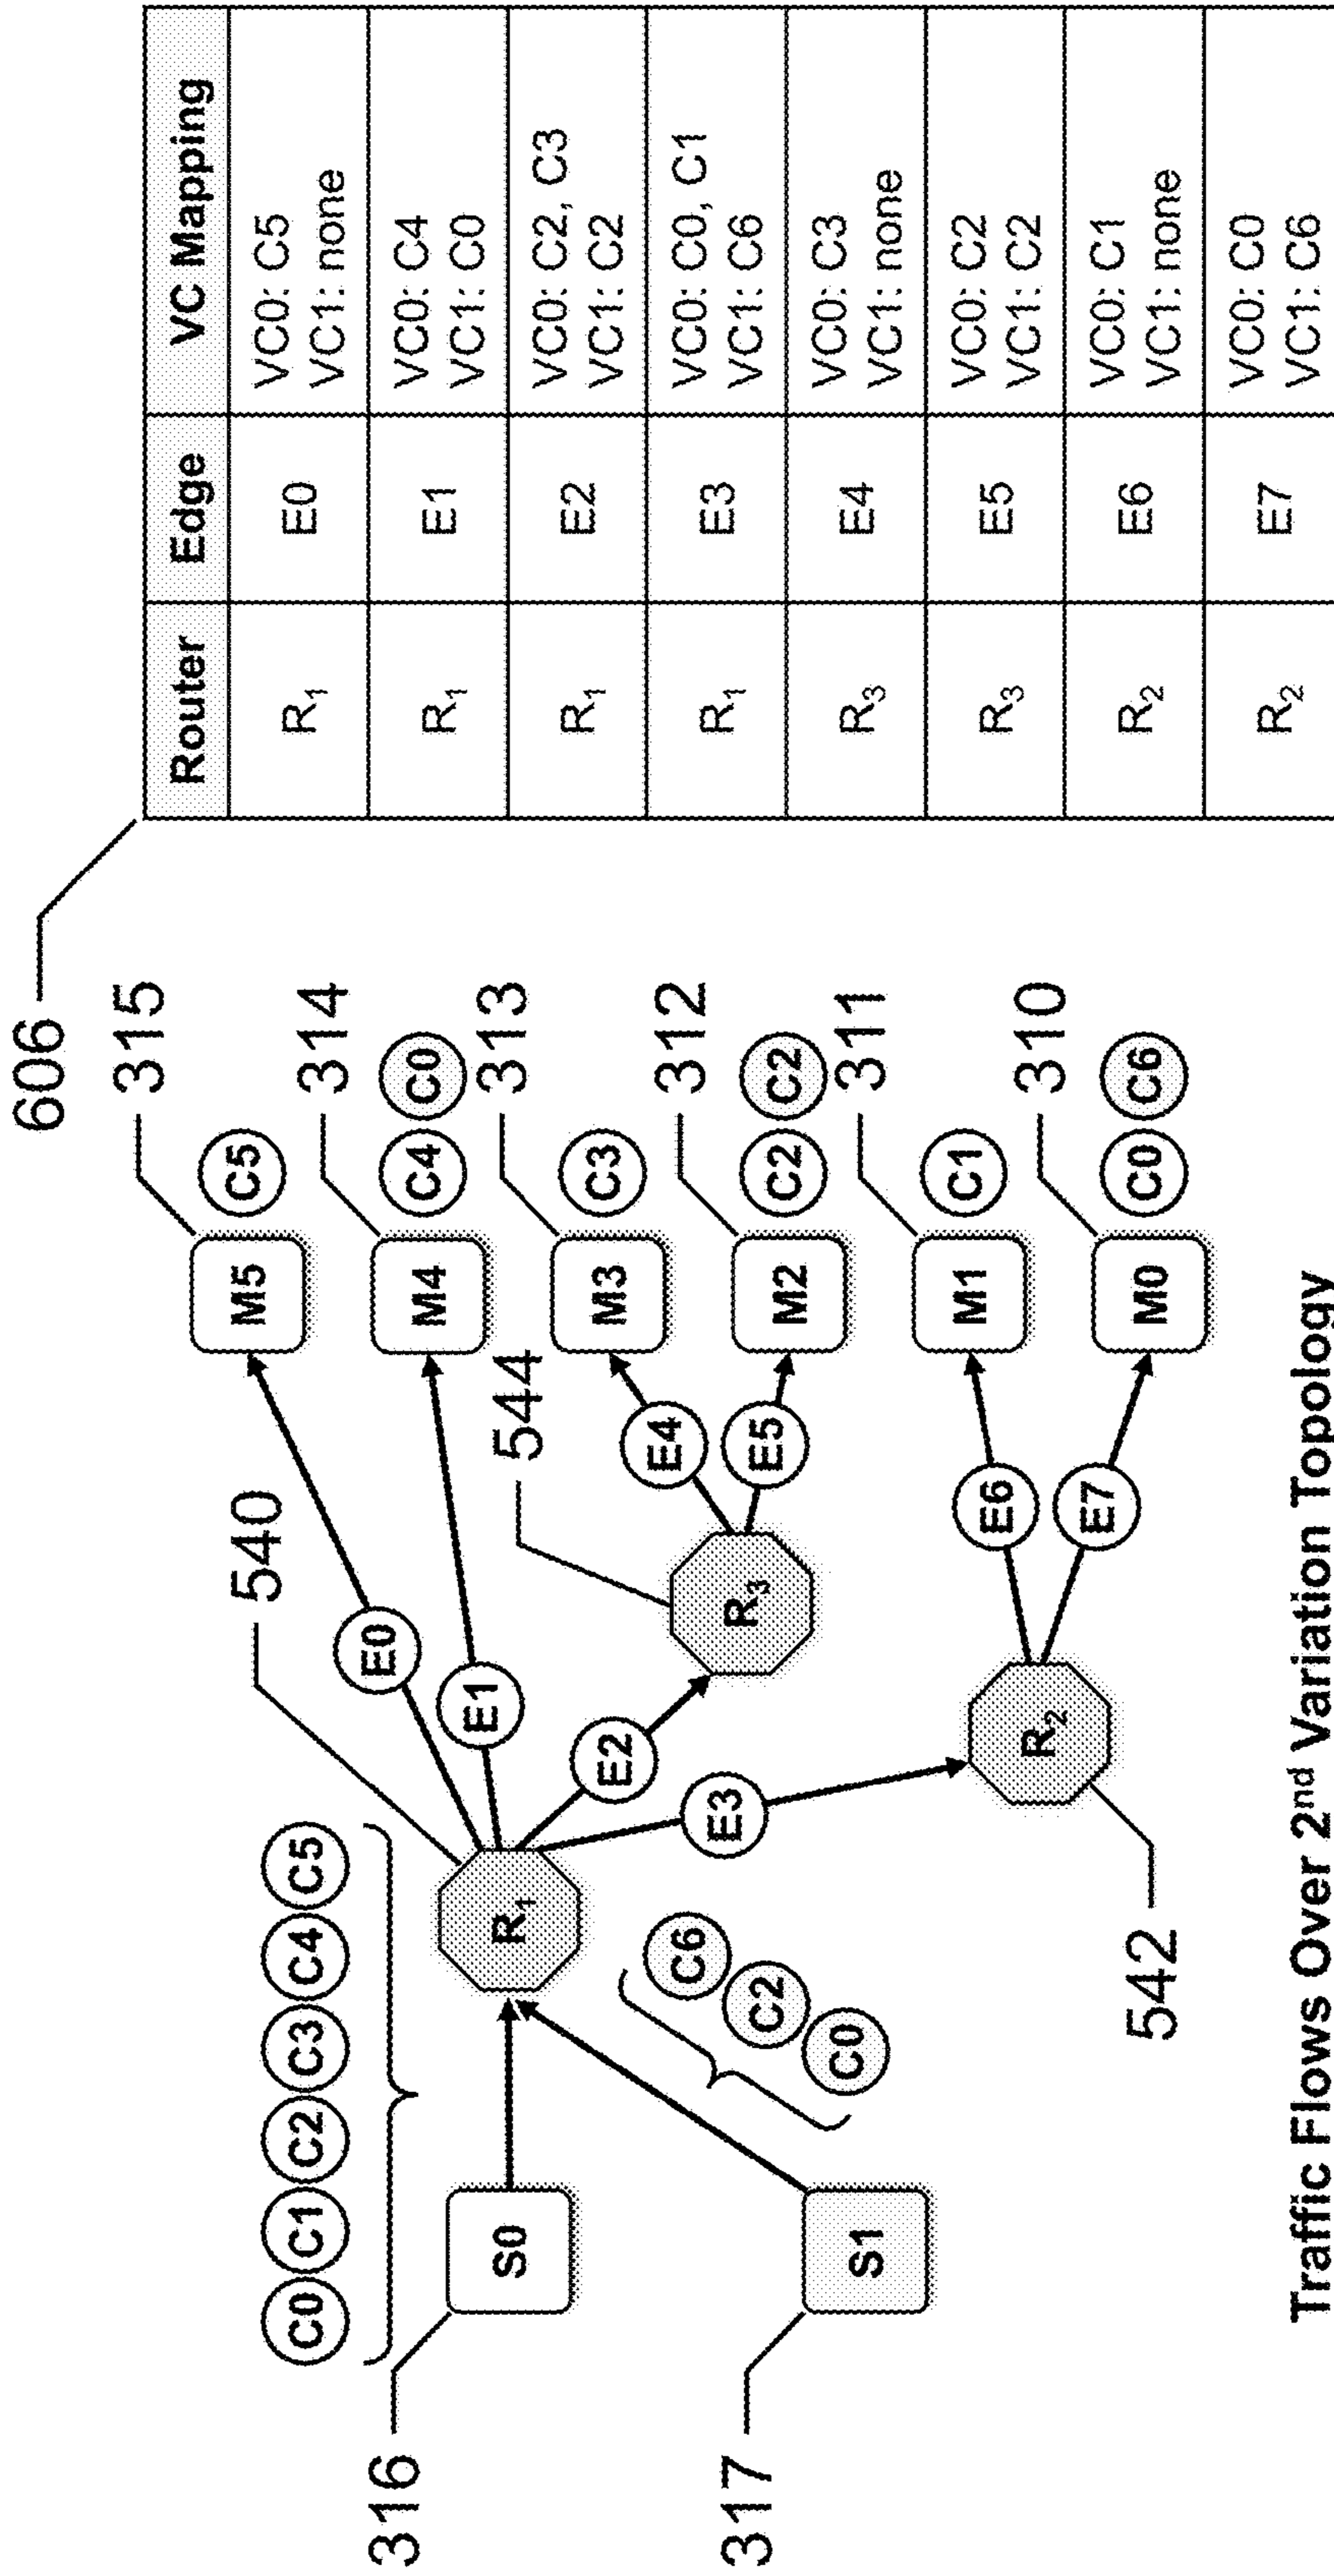 606
315
314
313
312
311
310
540
544
542
316
317
C0 C1 C2 C3 C4 C5
S0
S1
C6
C2
C0
R1
R3
R2
E0
E1
E2
E3
E4
E5
E6
E7
M5 C5
M4 C4 C0
M3 C3
M2 C2 C2
M1 C1
M0 C0 C6
Router Edge VC Mapping
R1 E0 VC0: C5
VC1: none
R1 E1 VC0: C4
VC1: C0
R1 E2 VC0: C2, C3
VC1: C2
R1 E3 VC0: C0, C1
VC1: C6
R3 E4 VC0: C3
VC1: none
R3 E5 VC0: C2
VC1: C2
R2 E6 VC0: C1
VC1: none
R2 E7 VC0: C0
VC1: C6
Traffic Flows Over 2nd Variation Topology